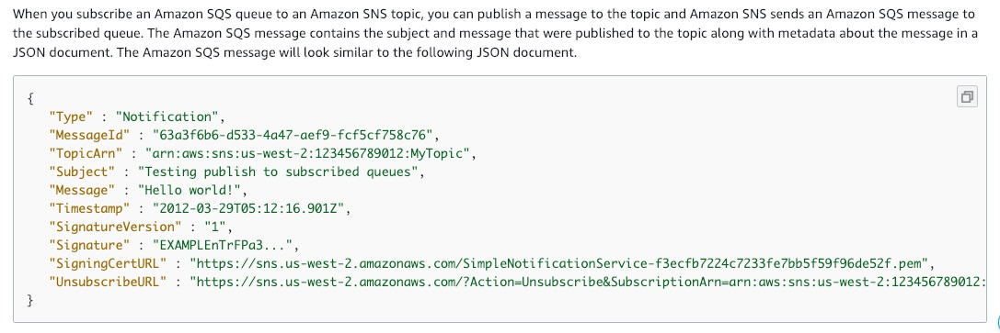 When you subscribe an Amazon SQS queue to an Amazon SNS topic, you can publish a message to the topic and Amazon SNS sends an Amazon SQS message to
the subscribed queue. The Amazon SQS message contains the subject and message that were published to the topic along with metadata about the message in a
JSON document. The Amazon SQS message will look similar to the following JSON document.
{
"Type" : "Notification",
"MessageId" : "63a3f6b6-d533-4a47-aef9-fcf5cf758c76",
"TopicArn" : "arn:aws:sns:us-west-2:123456789012:MyTopic",
"Subject" : "Testing publish to subscribed queues",
"Message" : "Hello world!",
"Timestamp" : "2012-03-29T05:12:16.901Z",
"SignatureVersion" : "1",
"Signature" : "EXAMPLEnTrFPa3...",
"SigningCertURL" : "https://sns.us-west-2.amazonaws.com/SimpleNotificationService-f3ecfb7224c7233fe7bb5f59f96de52f.pem",
"UnsubscribeURL" : "https://sns.us-west-2.amazonaws.com/?Action=Unsubscribe&SubscriptionArn=arn:aws:sns:us-west-2:123456789012:
}